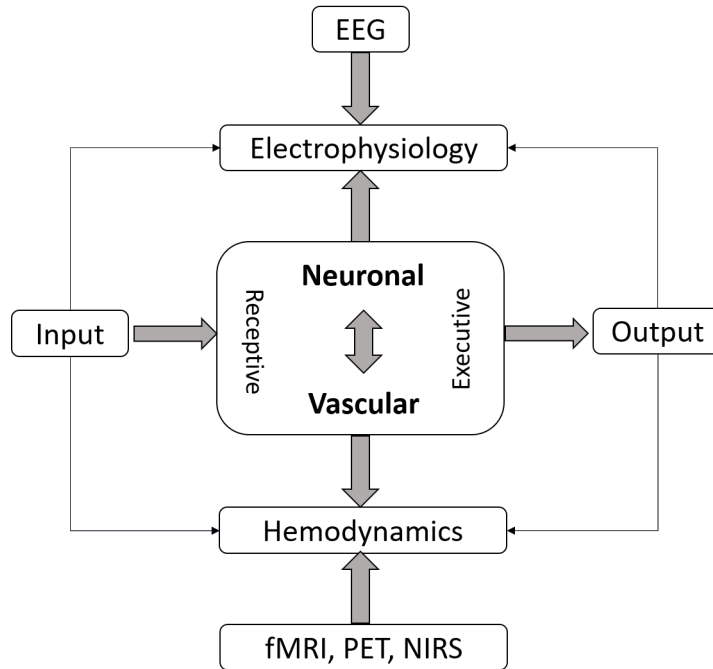 EEG
Electrophysiology
Neuronal
Receptive
Executive
Input
Output
Vascular
Hemodynamics
fMRI, PET, NIRS